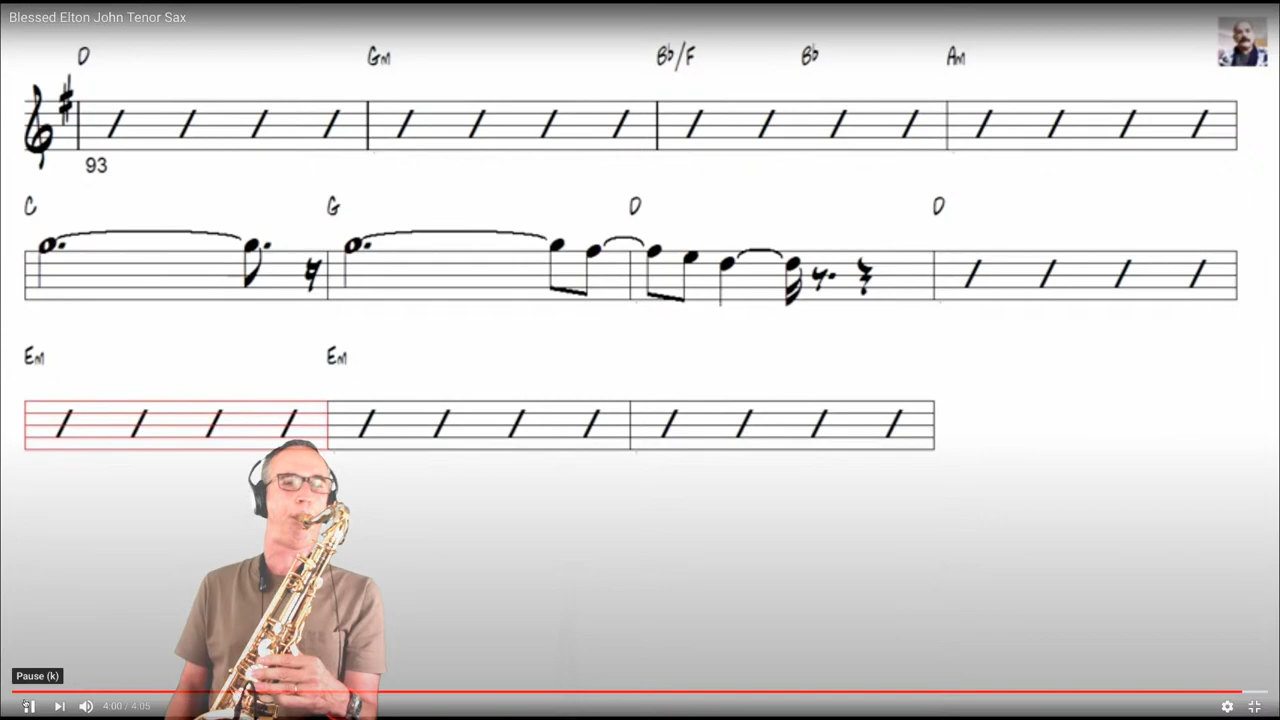 Blessed Elton John Tenor Sax
D Gm Bb/F Bb Am
93
C G D D
Em Em
Pause (k)
4:00 / 4:05